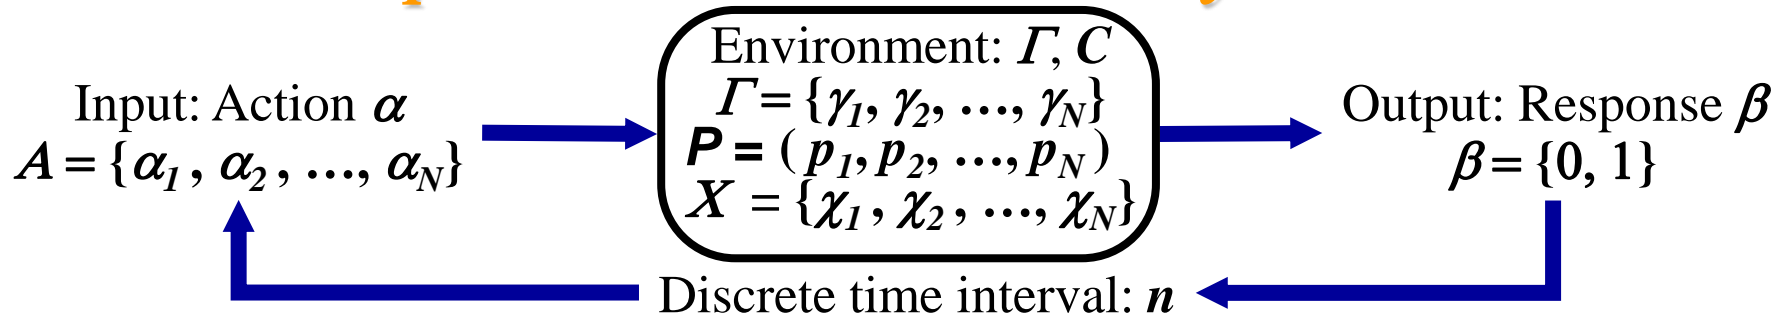 Environment: Γ, C
Γ = {γ1, γ2, ..., γN}
P = ( p1, p2, ..., pN )
X = {χ1 , χ2 , ..., χN}
Input: Action α
A = {α1 , α2 , ..., αN}
Output: Response β
β = {0, 1}
Discrete time interval: n